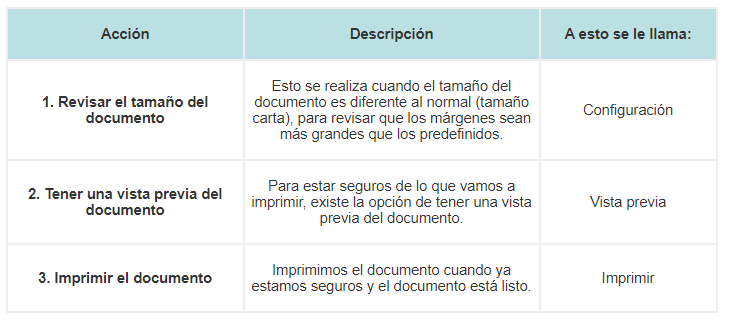 Acción Descripción A esto se le llama:
1. Revisar el tamaño del
documento
Esto se realiza cuando el tamaño del
documento es diferente al normal (tamaño
carta), para revisar que los márgenes sean
más grandes que los predefinidos.
Configuración
2. Tener una vista previa del
documento
Para estar seguros de lo que vamos a
imprimir, existe la opción de tener una vista
previa del documento.
Vista previa
3. Imprimir el documento
Imprimimos el documento cuando ya
estamos seguros y el documento está listo.
Imprimir